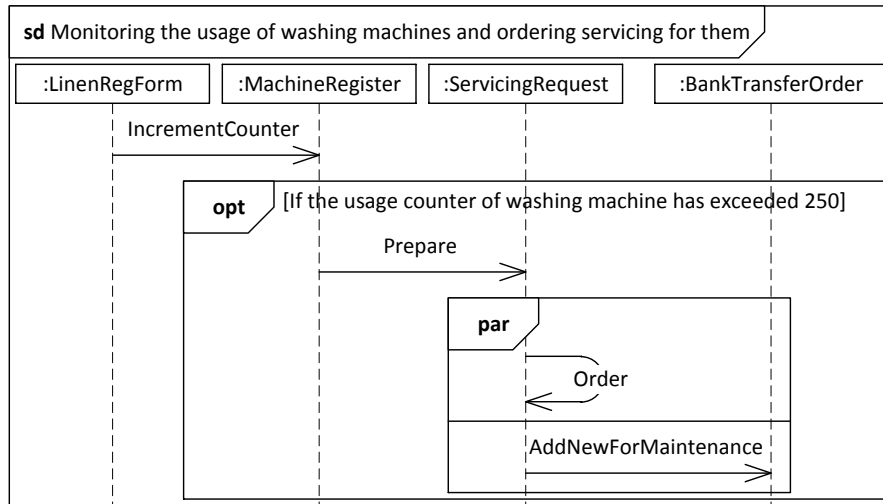 sd Monitoring the usage of washing machines and ordering servicing for them
:LinenRegForm
:MachineRegister
:ServicingRequest
:BankTransferOrder
IncrementCounter
opt
[If the usage counter of washing machine has exceeded 250]
Prepare
par
Order
AddNewForMaintenance